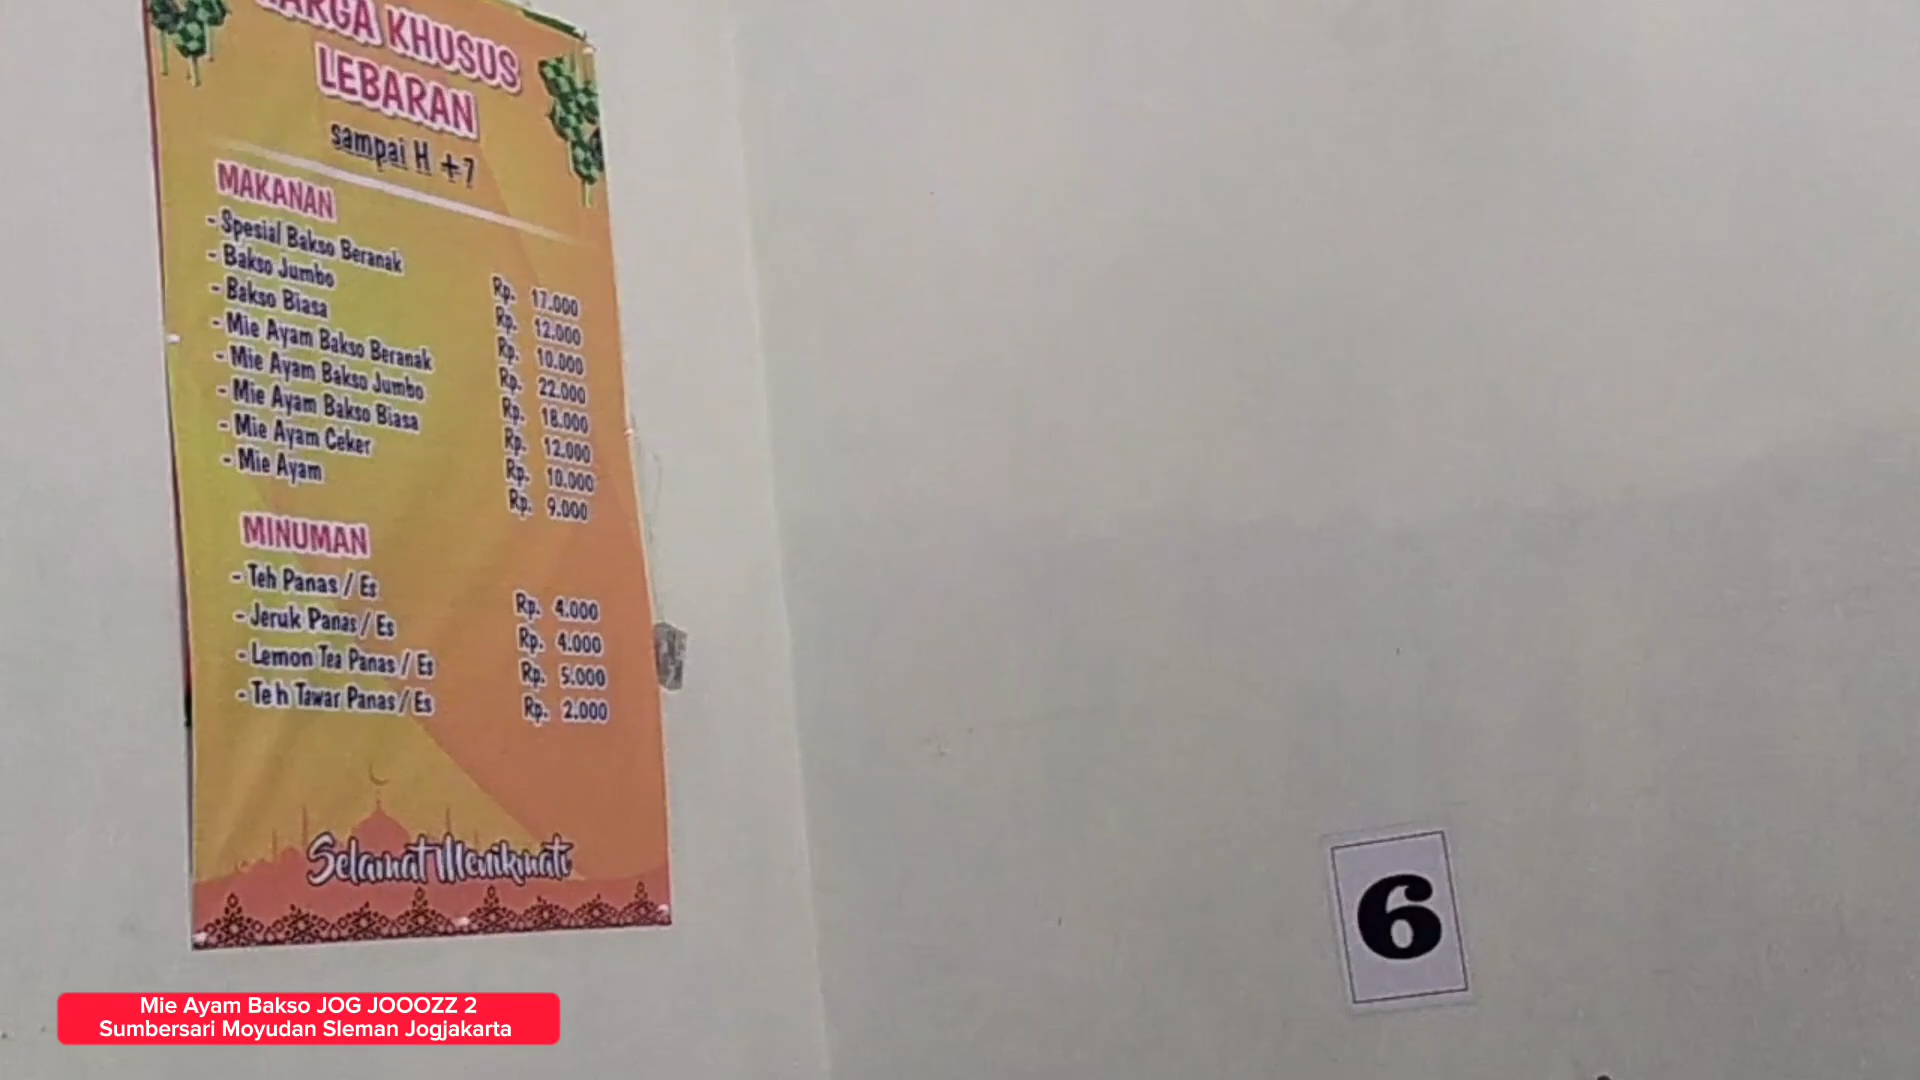 HARGA KHUSUS
LEBARAN
sampai H +7
MAKANAN
- Spesial Bakso Beranak Rp. 17.000
- Bakso Jumbo Rp. 12.000
- Bakso Biasa Rp. 10.000
- Mie Ayam Bakso Beranak Rp. 22.000
- Mie Ayam Bakso Jumbo Rp. 18.000
- Mie Ayam Bakso Biasa Rp. 12.000
- Mie Ayam Ceker Rp. 10.000
- Mie Ayam Rp. 9.000
MINUMAN
- Teh Panas / Es Rp. 4.000
- Jeruk Panas / Es Rp. 4.000
- Lemon Tea Panas / Es Rp. 5.000
- Te h Tawar Panas / Es Rp. 2.000
Selamat Menikmati
6
Mie Ayam Bakso JOG JOOOZZ 2
Sumbersari Moyudan Sleman Jogjakarta